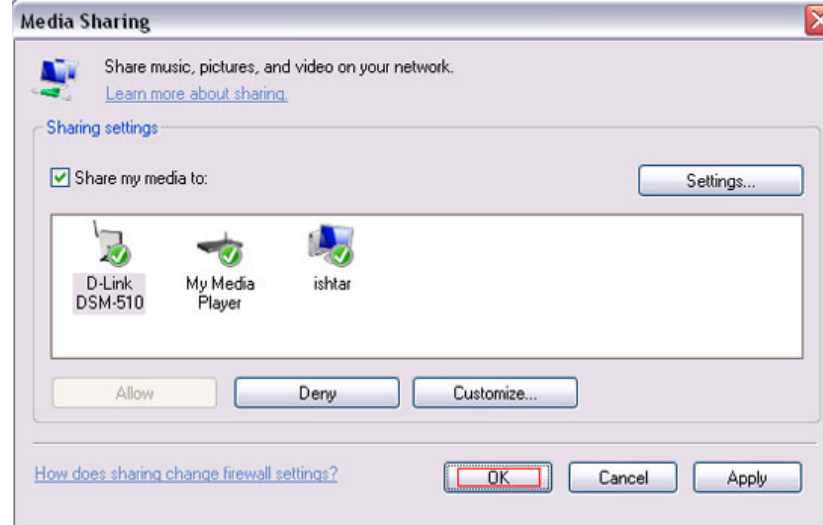 Media Sharing
Share music, pictures, and video on your network.
Learn more about sharing.
Sharing settings
Share my media to:
Settings...
D-Link
DSM-510
My Media
Player
ishtar
Allow
Deny
Customize...
How does sharing change firewall settings?
OK
Cancel
Apply